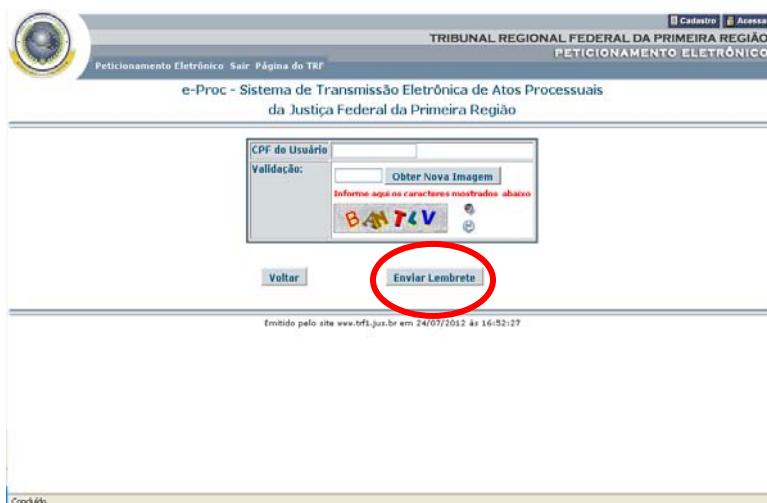 Cadastro Acessa
TRIBUNAL REGIONAL FEDERAL DA PRIMEIRA REGIÃO
PETICIONAMENTO ELETRÔNICO
Peticionamento Eletrônico Sair Página do TRF
e-Proc - Sistema de Transmissão Eletrônica de Atos Processuais
da Justiça Federal da Primeira Região
CPF do Usuário
Validação:
Obter Nova Imagem
Informe aqui os caracteres mostrados abaixo
BANTLV
Voltar Enviar Lembrete
Emitido pelo site www.trf1.jus.br em 24/07/2012 às 16:52:27
Concluído